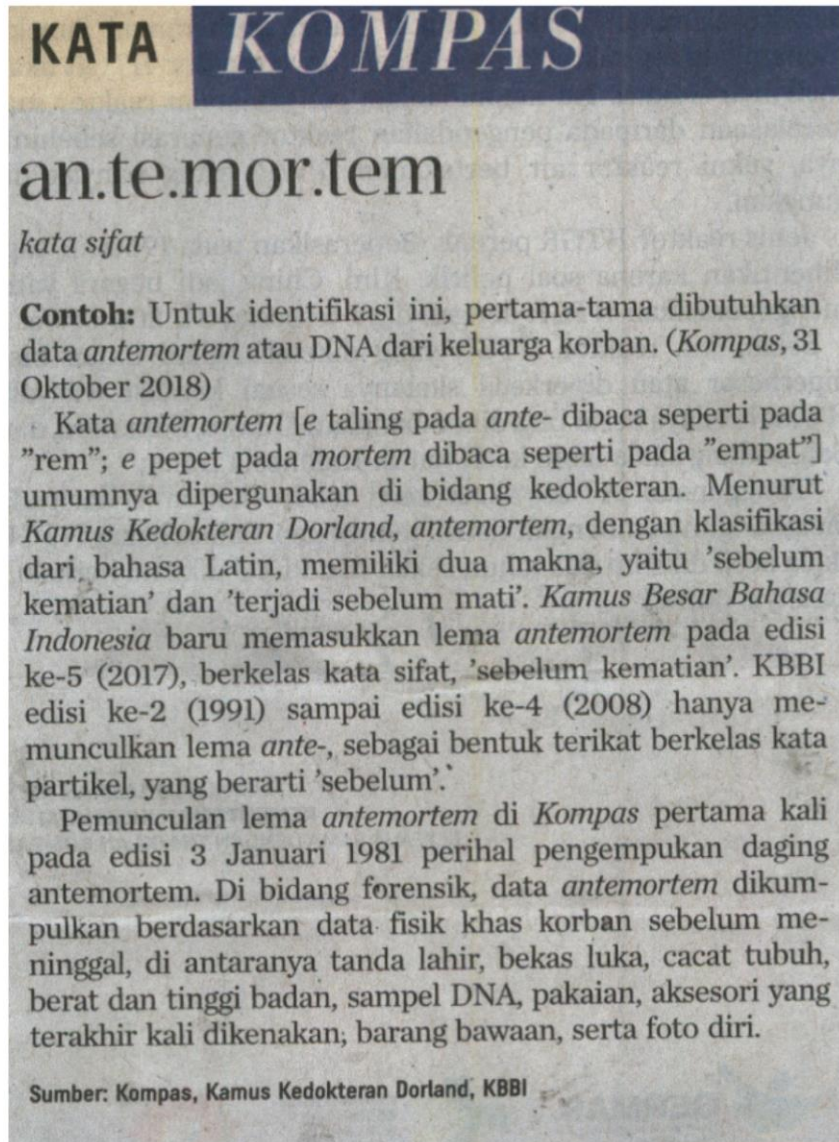 KATA KOMPAS
an.te.mor.tem
kata sifat
Contoh: Untuk identifikasi ini, pertama-tama dibutuhkan
data antemortem atau DNA dari keluarga korban. (Kompas, 31
Oktober 2018)
Kata antemortem [e taling pada ante- dibaca seperti pada
”rem”; e pepet pada mortem dibaca seperti pada ”empat”]
umumnya dipergunakan di bidang kedokteran. Menurut
Kamus Kedokteran Dorland, antemortem, dengan klasifikasi
dari bahasa Latin, memiliki dua makna, yaitu ’sebelum
kematian’ dan ’terjadi sebelum mati’. Kamus Besar Bahasa
Indonesia baru memasukkan lema antemortem pada edisi
ke-5 (2017), berkelas kata sifat, ’sebelum kematian’. KBBI
edisi ke-2 (1991) sampai edisi ke-4 (2008) hanya me-
munculkan lema ante-, sebagai bentuk terikat berkelas kata
partikel, yang berarti ’sebelum’.
Pemunculan lema antemortem di Kompas pertama kali
pada edisi 3 Januari 1981 perihal pengempukan daging
antemortem. Di bidang forensik, data antemortem dikum-
pulkan berdasarkan data fisik khas korban sebelum me-
ninggal, di antaranya tanda lahir, bekas luka, cacat tubuh,
berat dan tinggi badan, sampel DNA, pakaian, aksesori yang
terakhir kali dikenakan, barang bawaan, serta foto diri.
Sumber: Kompas, Kamus Kedokteran Dorland, KBBI